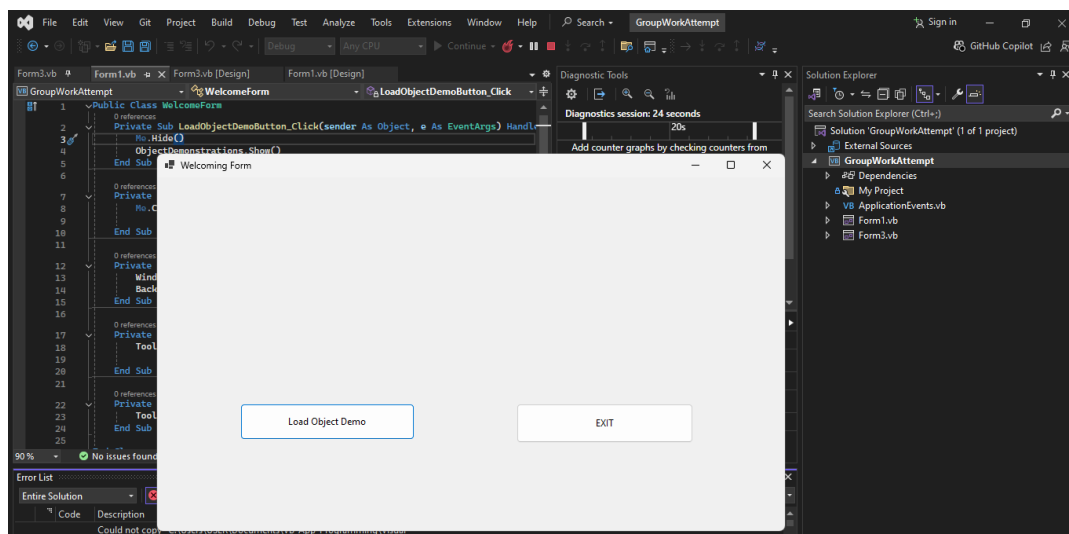 File Edit View Git Project Build Debug Test Analyze Tools Extensions Window Help Search GroupWorkAttempt Sign in
Debug Any CPU Continue GitHub Copilot
Form3.vb Form1.vb Form3.vb [Design] Form1.vb [Design]
GroupWorkAttempt WelcomeForm LoadObjectDemoButton_Click
1 Public Class WelcomeForm
0 references
2 Private Sub LoadObjectDemoButton_Click(sender As Object, e As EventArgs) Handl
3 Me.Hide()
4 ObjectDemonstrations.Show()
5 End Sub
6
0 references
7 Private
8 Me.C
9
10 End Sub
11
0 references
12 Private
13 Wind
14 Back
15 End Sub
16
0 references
17 Private
18 Tool
19
20 End Sub
21
0 references
22 Private
23 Tool
24 End Sub
25
90 % No issues found
Error List
Entire Solution
Code Description
Could not copy
Welcoming Form
Load Object Demo EXIT
Diagnostic Tools
Diagnostics session: 24 seconds
20s
Add counter graphs by checking counters from
Solution Explorer
Search Solution Explorer (Ctrl+;)
Solution 'GroupWorkAttempt' (1 of 1 project)
External Sources
GroupWorkAttempt
Dependencies
My Project
VB ApplicationEvents.vb
Form1.vb
Form3.vb